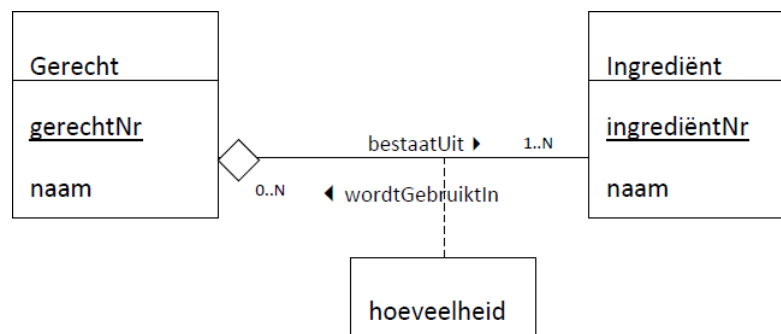 Gerecht
gerechtNr
naam
bestaatUit ▶
1..N
0..N
◀ wordtGebruiktIn
hoeveelheid
Ingrediënt
ingrediëntNr
naam